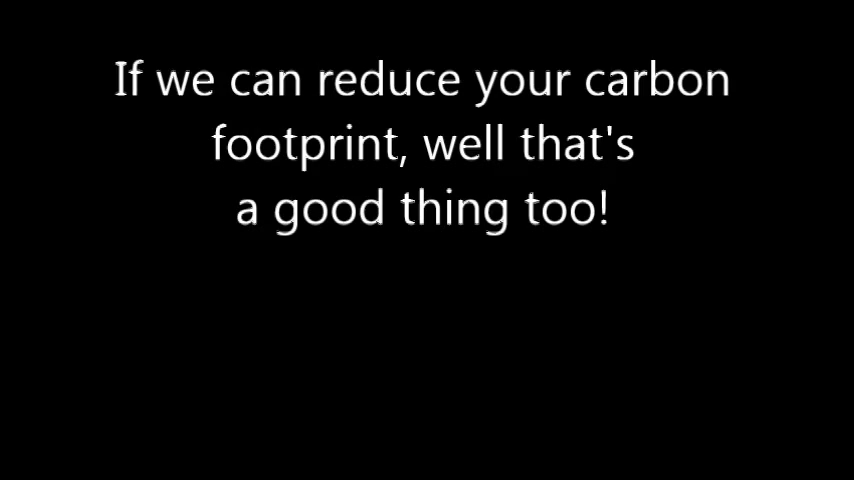 If we can reduce your carbon
footprint, well that's
a good thing too!